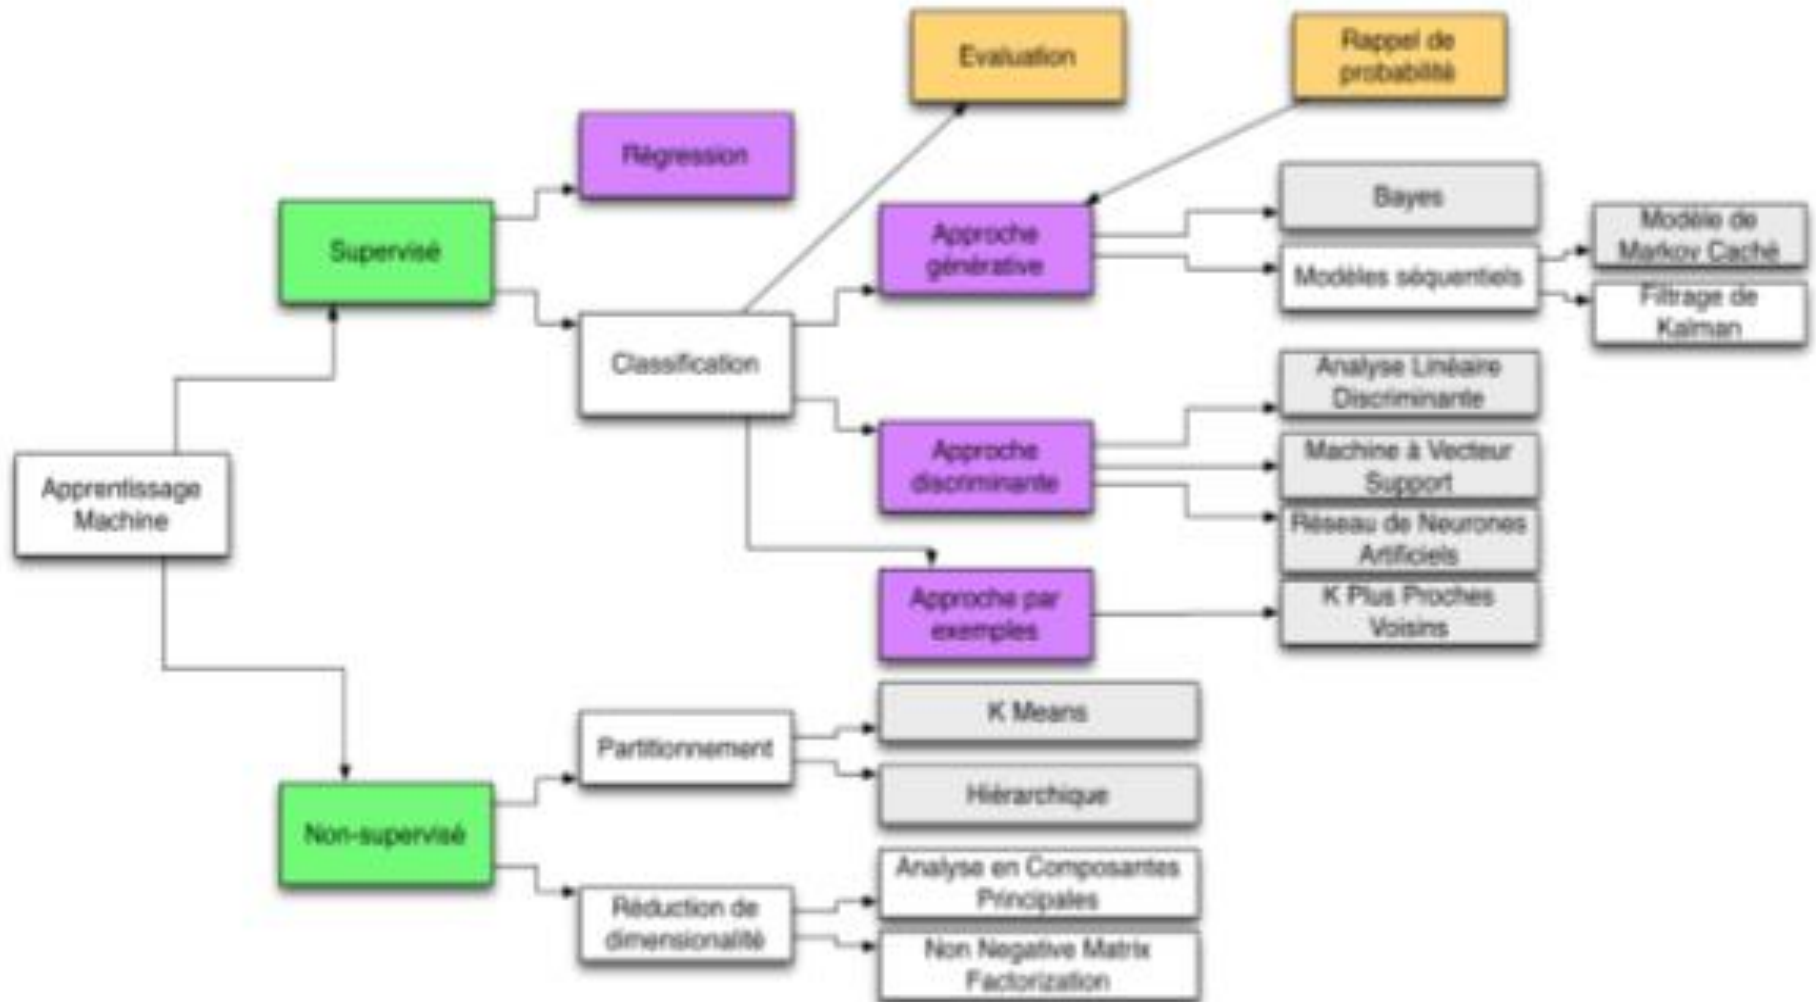 Evaluation
Rappel de
probabilité
Régression
Supervisé
Approche
générative
Bayes
Modèles séquentiels
Modèle de
Markov Caché
Filtrage de
Kalman
Classification
Analyse Linéaire
Discriminante
Approche
discriminante
Machine à Vecteur
Support
Réseau de Neurones
Artificiels
Apprentissage
Machine
Approche par
exemples
K Plus Proches
Voisins
Partitionnement
K Means
Hiérarchique
Non-supervisé
Réduction de
dimensionalité
Analyse en Composantes
Principales
Non Negative Matrix
Factorization